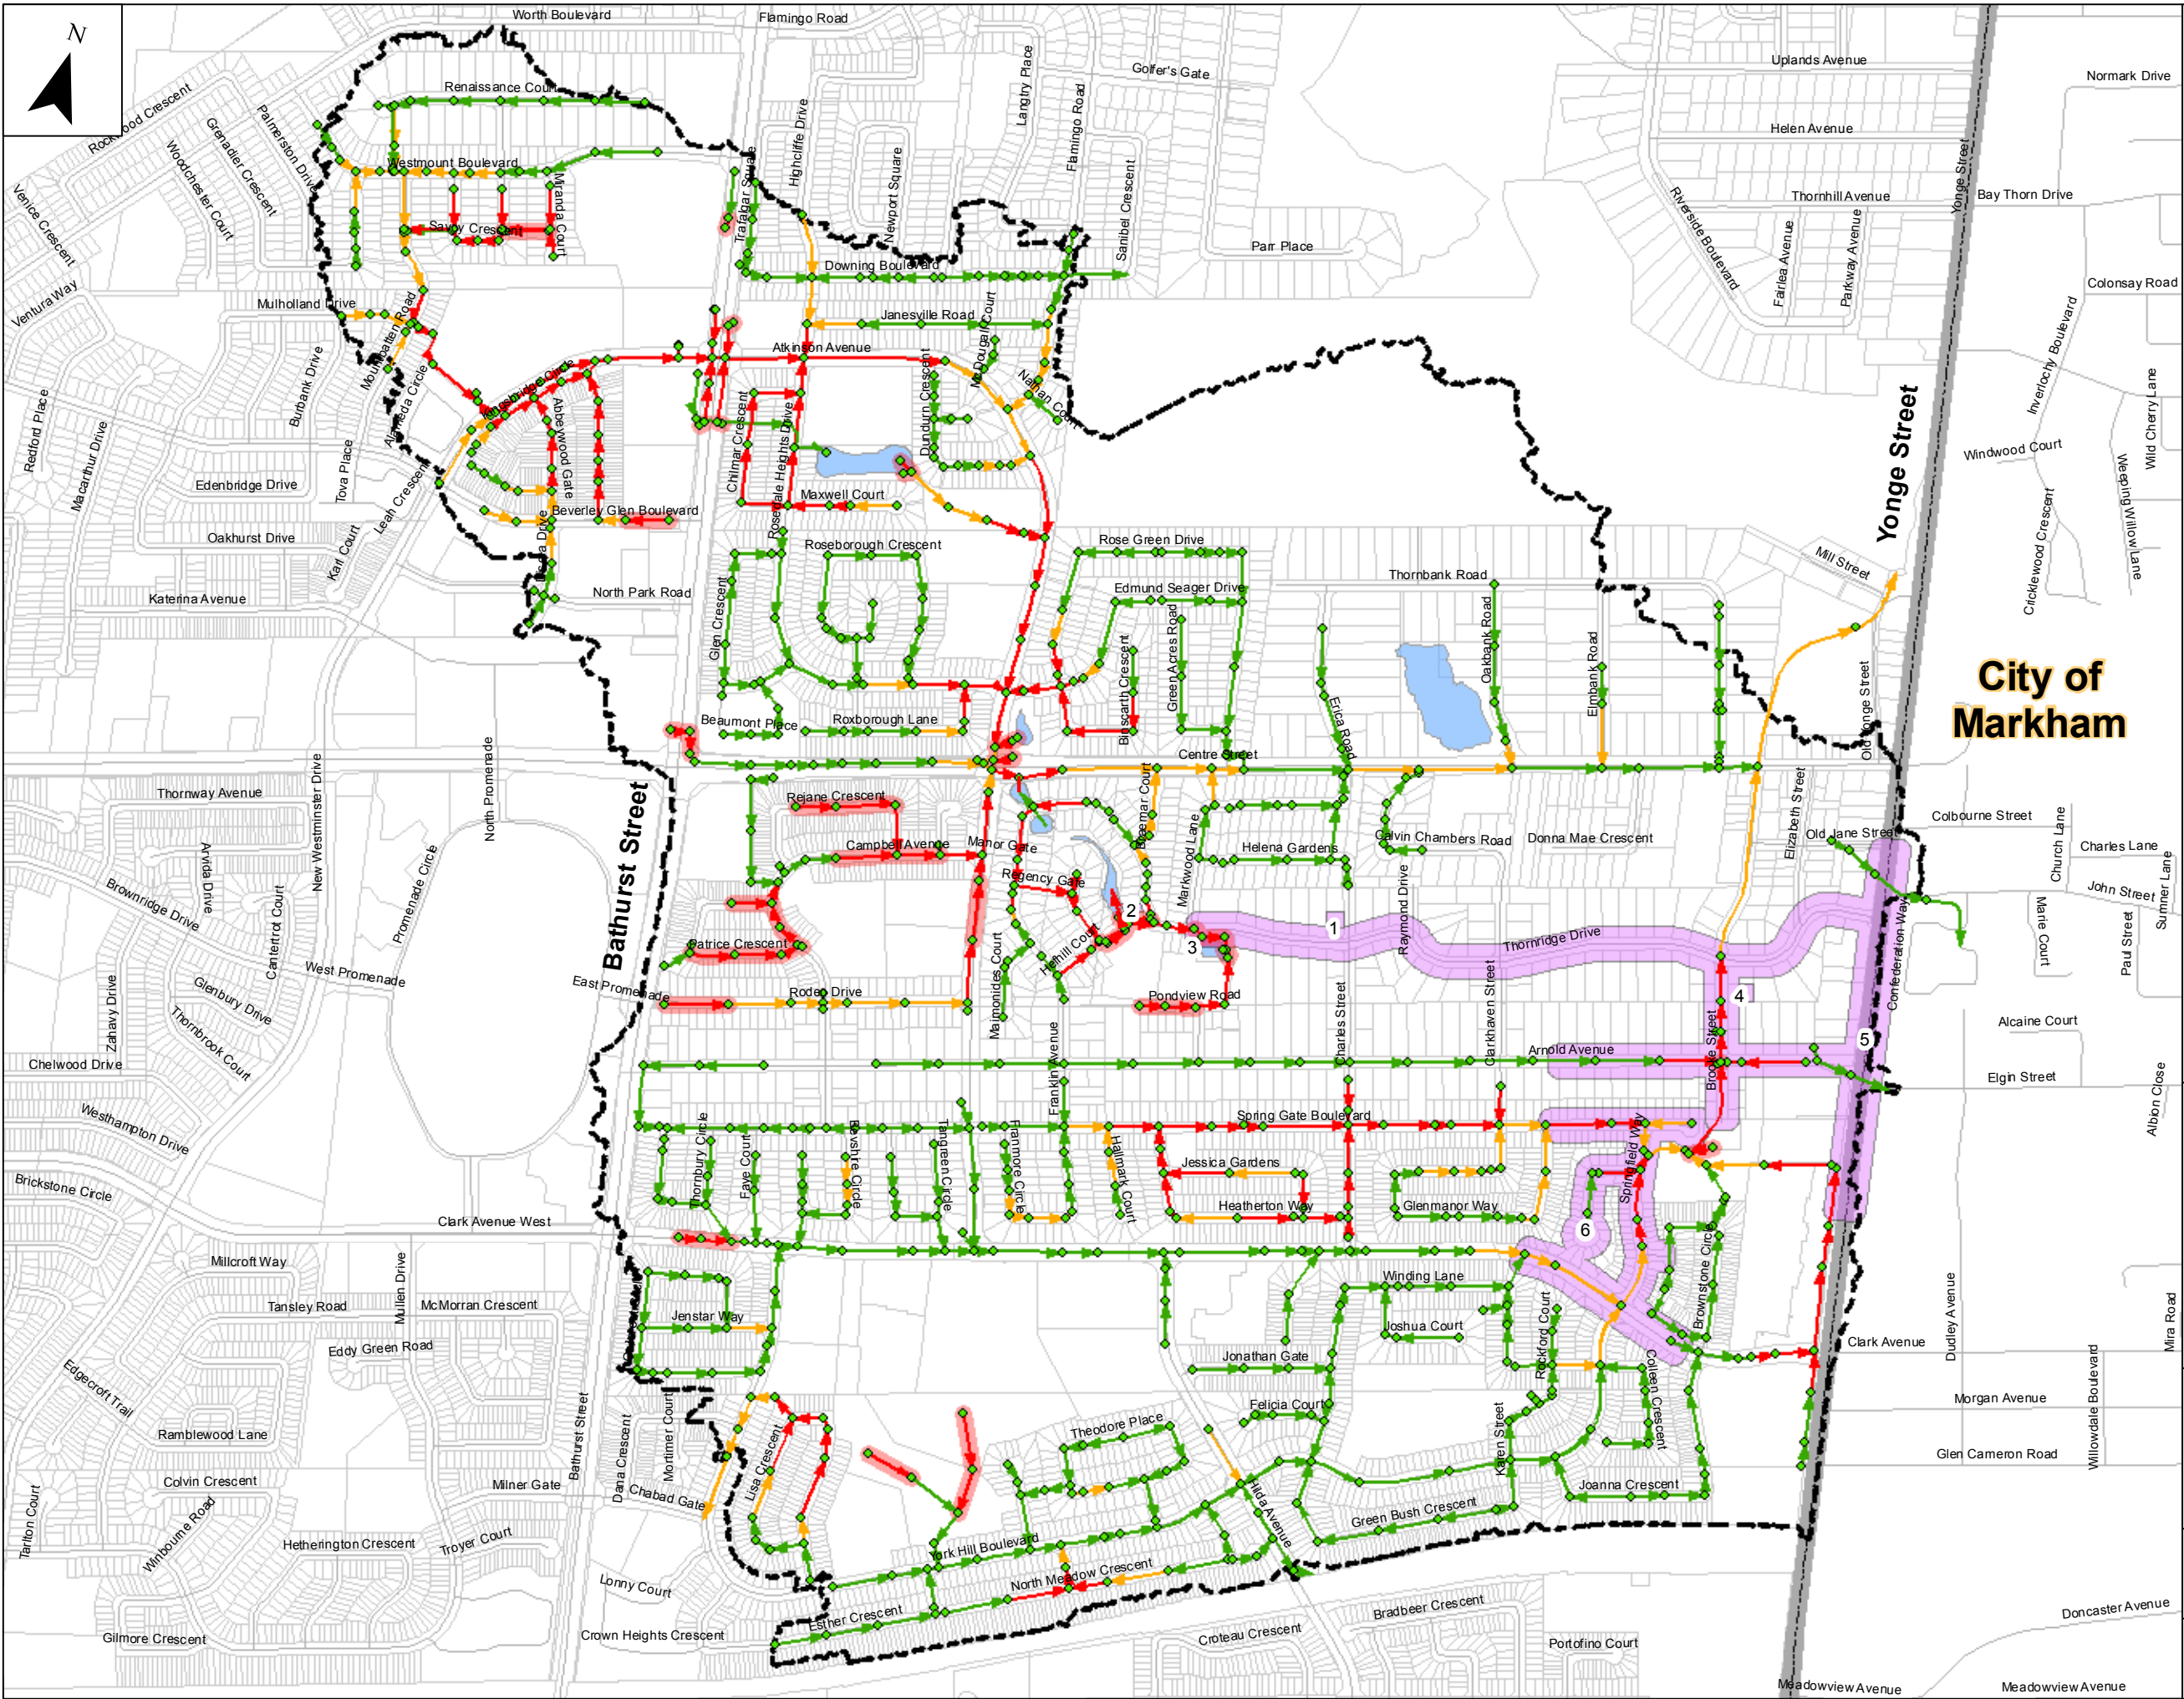 N
Worth Boulevard
Flamingo Road
Uplands Avenue
Normark Drive
Golfer's Gate
Langtry Place
Flamingo Road
Renaissance Court
Rockwood Crescent
Palmerston Drive
Grenadier Crescent
Woodchester Court
Highcliffe Drive
Newport Square
Helen Avenue
Yonge Street
Westmount Boulevard
Miranda Court
Trafalgar Square
Sanibel Crescent
Riverside Boulevard
Thornhill Avenue
Bay Thorn Drive
Venice Crescent
Savoy Crescent
Parr Place
Fairlea Avenue
Parkway Avenue
Downing Boulevard
Colonsay Road
Ventura Way
Mulholland Drive
Mountbatten Road
Janesville Road
McDougall Court
Inverlochy Boulevard
Atkinson Avenue
Burbank Drive
Alameda Circle
Kingsbridge Circle
Nathan Court
Redford Place
Macarthur Drive
Abbeywood Gate
Chilmar Crescent
Rosedale Heights Drive
Dundurn Crescent
Yonge Street
Windwood Court
Wild Cherry Lane
Weeping Willow Lane
Tova Place
Edenbridge Drive
Leah Crescent
Maxwell Court
Beverley Glen Boulevard
Cricklewood Crescent
Oakhurst Drive
Karl Court
Roseborough Crescent
Rose Green Drive
Mill Street
Thornbank Road
Edmund Seager Drive
North Park Road
Katerina Avenue
Glen Crescent
Green Acres Road
Binscarth Crescent
Oakbank Road
Elmbank Road
City of
Markham
Old Yonge Street
Beaumont Place
Roxborough Lane
Erica Road
Centre Street
North Promenade
New Westminster Drive
Bathurst Street
Thornway Avenue
Rejane Crescent
Braemar Court
Elizabeth Street
Colbourne Street
Church Lane
Old Jane Street
Charles Lane
Calvin Chambers Road
Donna Mae Crescent
Campbell Avenue
Manor Gate
Helena Gardens
Markwood Lane
Arvida Drive
Promenade Circle
Regency Gate
Brownridge Drive
Cantertrot Court
John Street
Sumner Lane
Raymond Drive
2
1
Thornridge Drive
Confederation Way
Marie Court
Paul Street
Patrice Crescent
Helhill Court
3
Maimonides Court
West Promenade
East Promenade
Rodeo Drive
Pondview Road
4
Glenbury Drive
Zahavy Drive
Thornbrook Court
Charles Street
Clarkhaven Street
Alcaine Court
5
Arnold Avenue
Brooke Street
Chelwood Drive
Franklin Avenue
Elgin Street
Albion Close
Westhampton Drive
Spring Gate Boulevard
Thornbury Circle
Faye Court
Bevshire Circle
Tangreen Circle
Franmore Circle
Hallmark Court
Jessica Gardens
Springfield Way
Brickstone Circle
Clark Avenue West
Heatherton Way
Glenmanor Way
6
Millcroft Way
Mullen Drive
Winding Lane
Brownstone Circle
Tansley Road
McMorran Crescent
Jenstar Way
Joshua Court
Rockford Court
Dudley Avenue
Mira Road
Eddy Green Road
Clark Avenue
Jonathan Gate
Colleen Crescent
Edgecroft Trail
Willowdale Boulevard
Morgan Avenue
Felicia Court
Bathurst Street
Dana Crescent
Mortimer Court
Lisa Crescent
Theodore Place
Karen Street
Ramblewood Lane
Glen Cameron Road
Colvin Crescent
Milner Gate
Chabad Gate
Joanna Crescent
Tarlton Court
Winbourne Road
Hilda Avenue
Green Bush Crescent
Hetherington Crescent
Troyer Court
York Hill Boulevard
North Meadow Crescent
Lonny Court
Esther Crescent
Bradbeer Crescent
Doncaster Avenue
Gilmore Crescent
Crown Heights Crescent
Croteau Crescent
Portofino Court
Meadowview Avenue
Meadowview Avenue